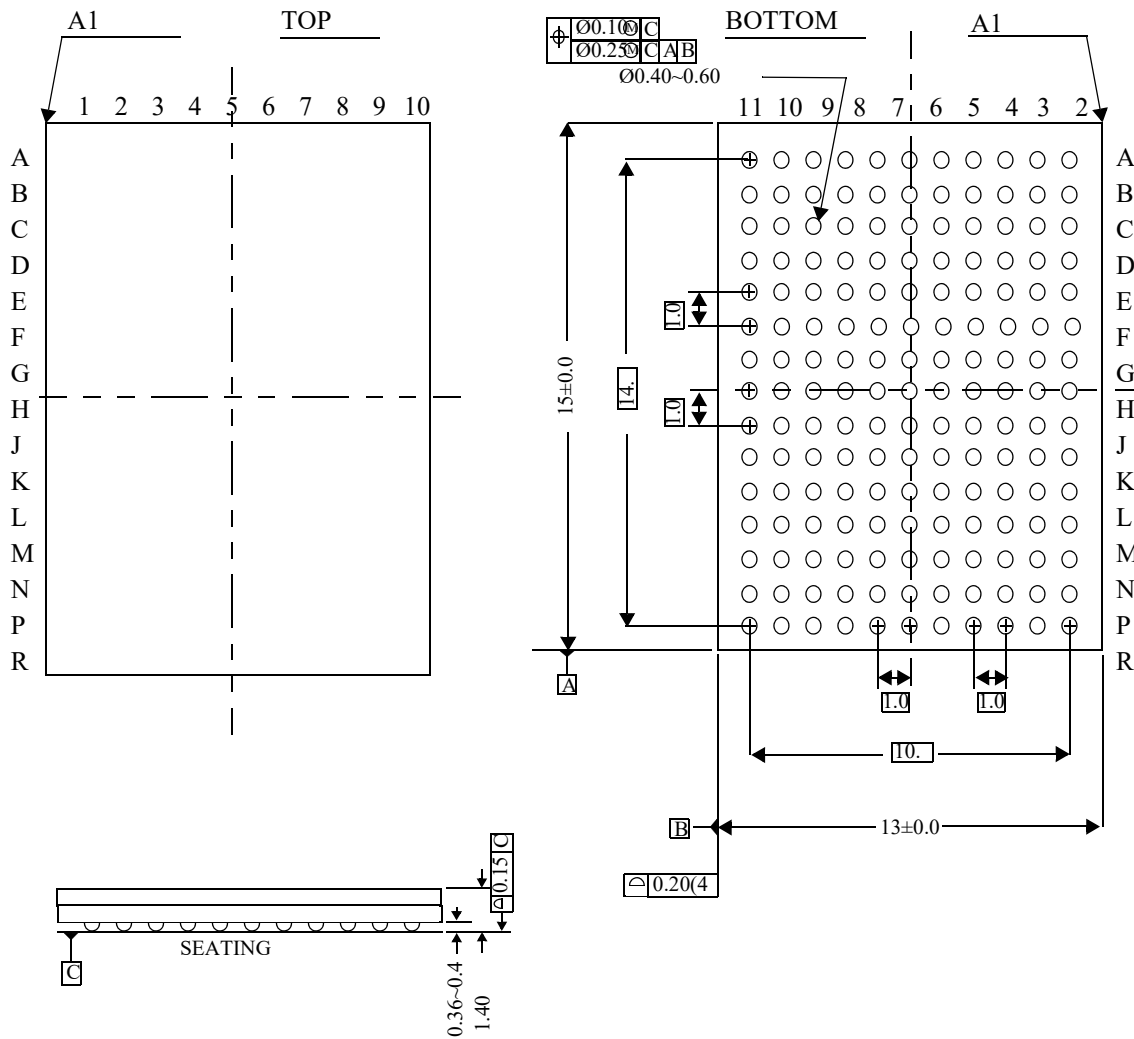 A1
TOP
1 2 3 4 5 6 7 8 9 10
A
B
C
D
E
F
G
H
J
K
L
M
N
P
R
Ø0.10Ⓜ C
Ø0.25Ⓜ C A B
Ø0.40~0.60
BOTTOM
A1
11 10 9 8 7 6 5 4 3 2
A
B
C
D
E
F
G
H
J
K
L
M
N
P
R
1.0
1.0
14.
15±0.0
A
1.0
1.0
10.
B
13±0.0
0.20(4
0.15 C
SEATING
C
0.36~0.4
1.40